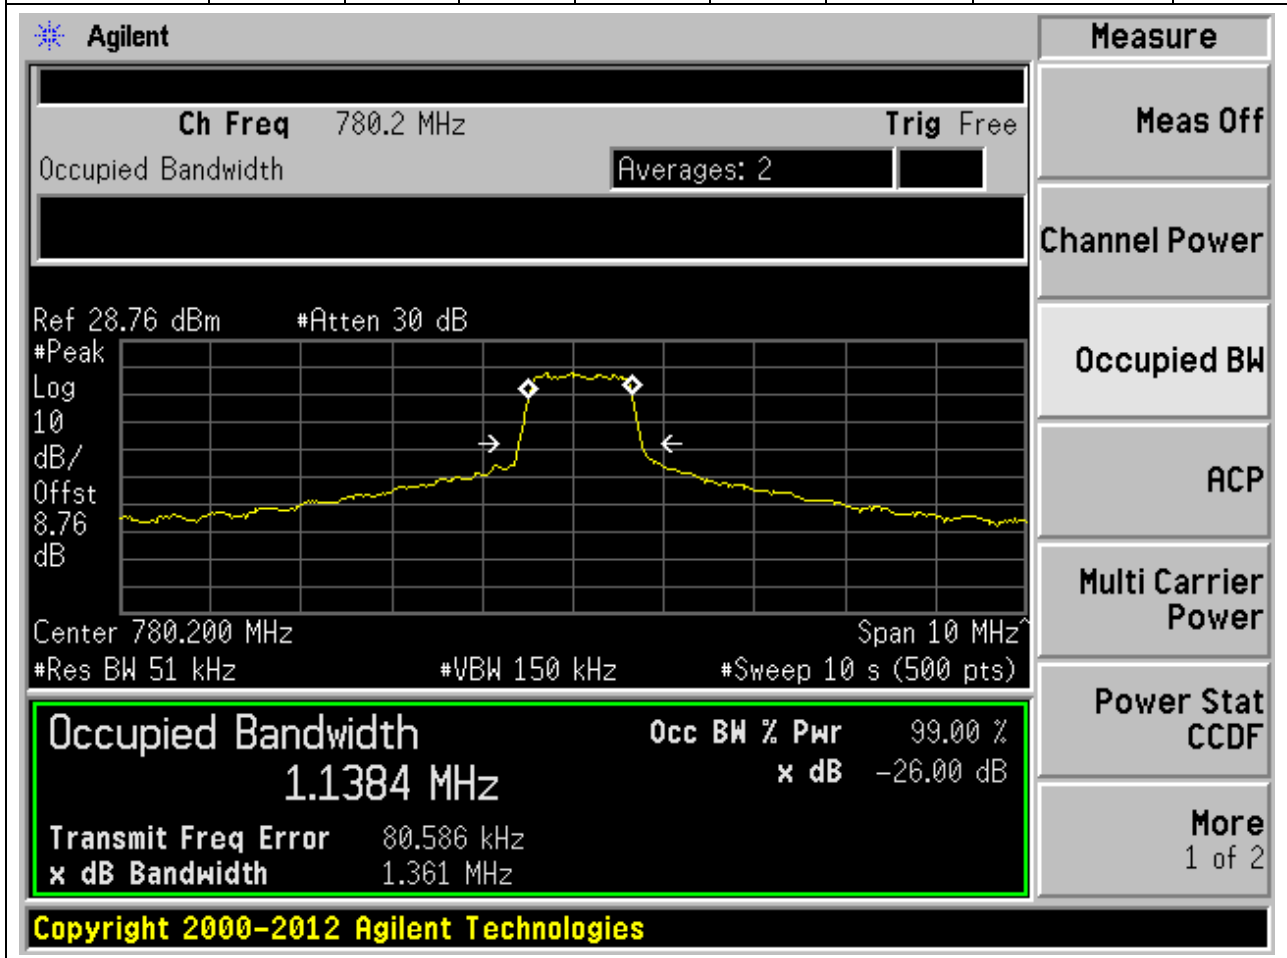 Agilent
Measure
Ch Freq 780.2 MHz Trig Free
Meas Off
Occupied Bandwidth Averages: 2
Channel Power
Ref 28.76 dBm #Atten 30 dB
#Peak
Log
10
dB/
Offst
8.76
dB
Occupied BW
ACP
Multi Carrier
Power
Center 780.200 MHz Span 10 MHz^
#Res BW 51 kHz #VBW 150 kHz #Sweep 10 s (500 pts)
Power Stat
CCDF
Occupied Bandwidth Occ BW % Pwr 99.00 %
1.1384 MHz x dB -26.00 dB
Transmit Freq Error 80.586 kHz
x dB Bandwidth 1.361 MHz
More
1 of 2
Copyright 2000-2012 Agilent Technologies